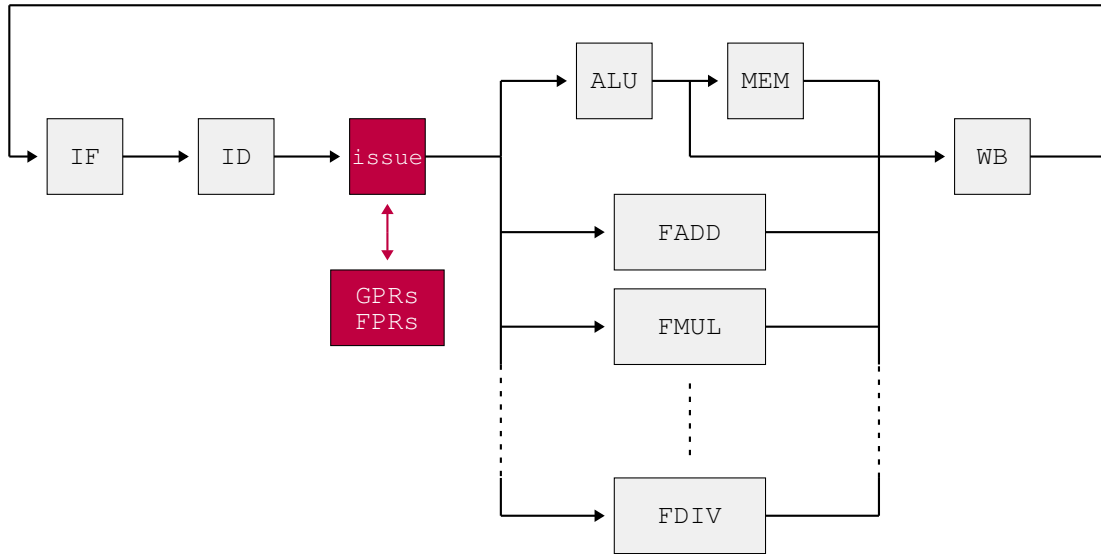 ALU
MEM
IF
ID
issue
WB
FADD
GPRs
FPRs
FMUL
FDIV